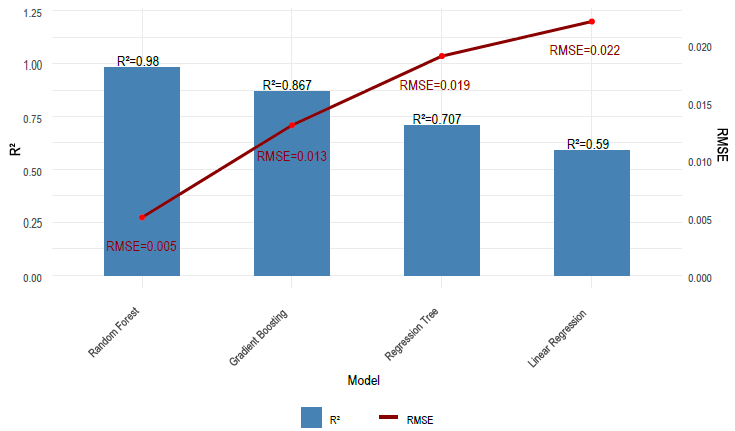 1.25
1.00
0.75
0.50
0.25
0.00
R²
R²=0.98
R²=0.867
R²=0.707
R²=0.59
RMSE=0.005
RMSE=0.013
RMSE=0.019
RMSE=0.022
0.020
0.015
0.010
0.005
0.000
RMSE
Random Forest
Gradient Boosting
Regression Tree
Linear Regression
Model
R²
RMSE